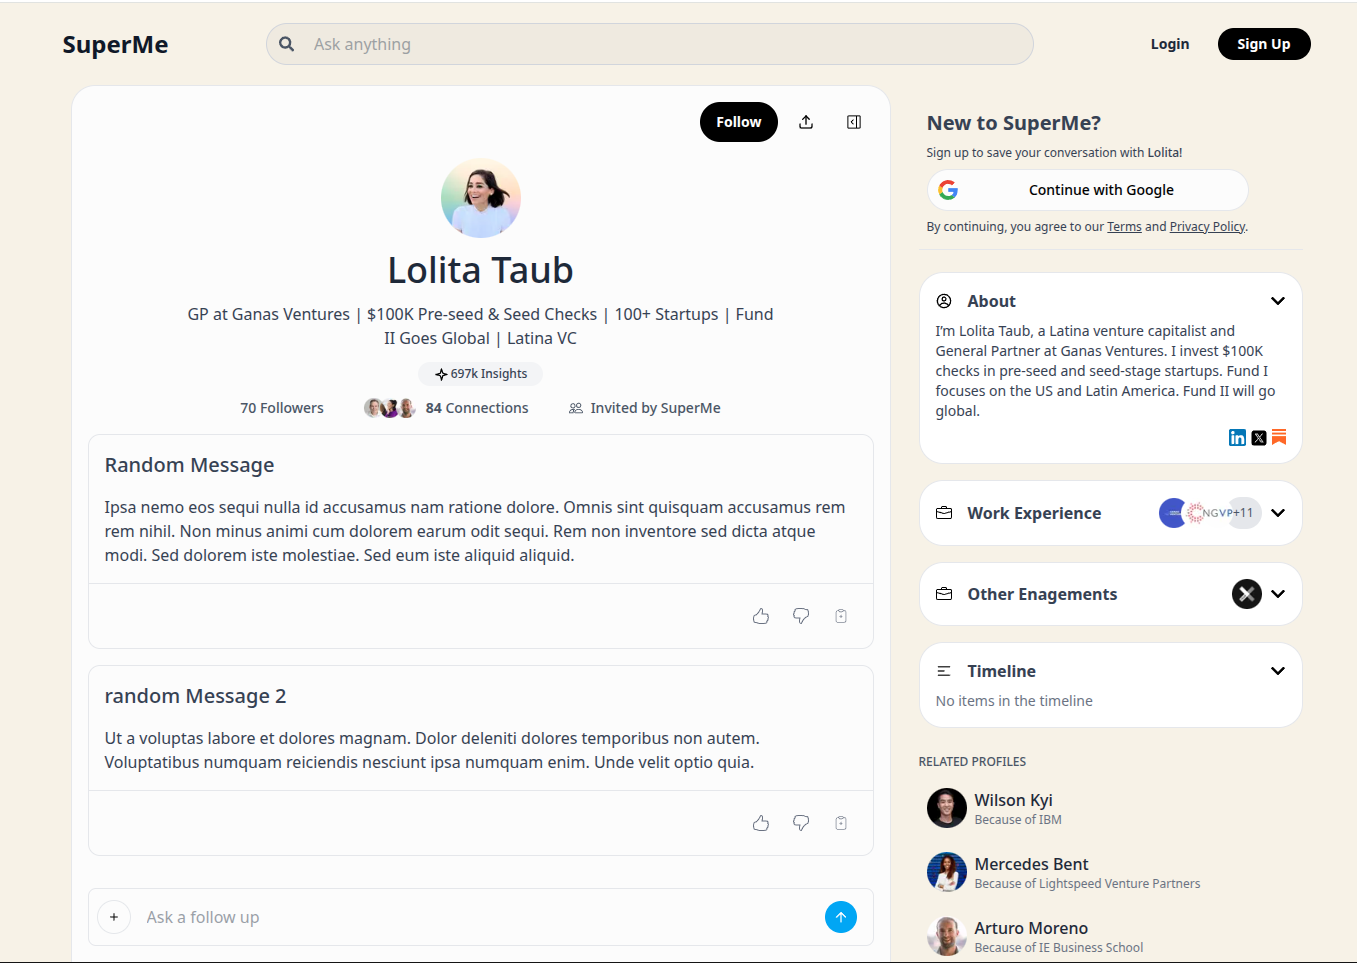 SuperMe
Ask anything
Login
Sign Up
Follow
Lolita Taub
GP at Ganas Ventures | $100K Pre-seed & Seed Checks | 100+ Startups | Fund
II Goes Global | Latina VC
697k Insights
70 Followers
84 Connections
Invited by SuperMe
Random Message
Ipsa nemo eos sequi nulla id accusamus nam ratione dolore. Omnis sint quisquam accusamus rem
rem nihil. Non minus animi cum dolorem earum odit sequi. Rem non inventore sed dicta atque
modi. Sed dolorem iste molestiae. Sed eum iste aliquid aliquid.
random Message 2
Ut a voluptas labore et dolores magnam. Dolor deleniti dolores temporibus non autem.
Voluptatibus numquam reiciendis nesciunt ipsa numquam enim. Unde velit optio quia.
Ask a follow up
New to SuperMe?
Sign up to save your conversation with Lolita!
Continue with Google
By continuing, you agree to our Terms and Privacy Policy.
About
I'm Lolita Taub, a Latina venture capitalist and
General Partner at Ganas Ventures. I invest $100K
checks in pre-seed and seed-stage startups. Fund I
focuses on the US and Latin America. Fund II will go
global.
Work Experience
NGVP+11
Other Enagements
Timeline
No items in the timeline
RELATED PROFILES
Wilson Kyi
Because of IBM
Mercedes Bent
Because of Lightspeed Venture Partners
Arturo Moreno
Because of IE Business School